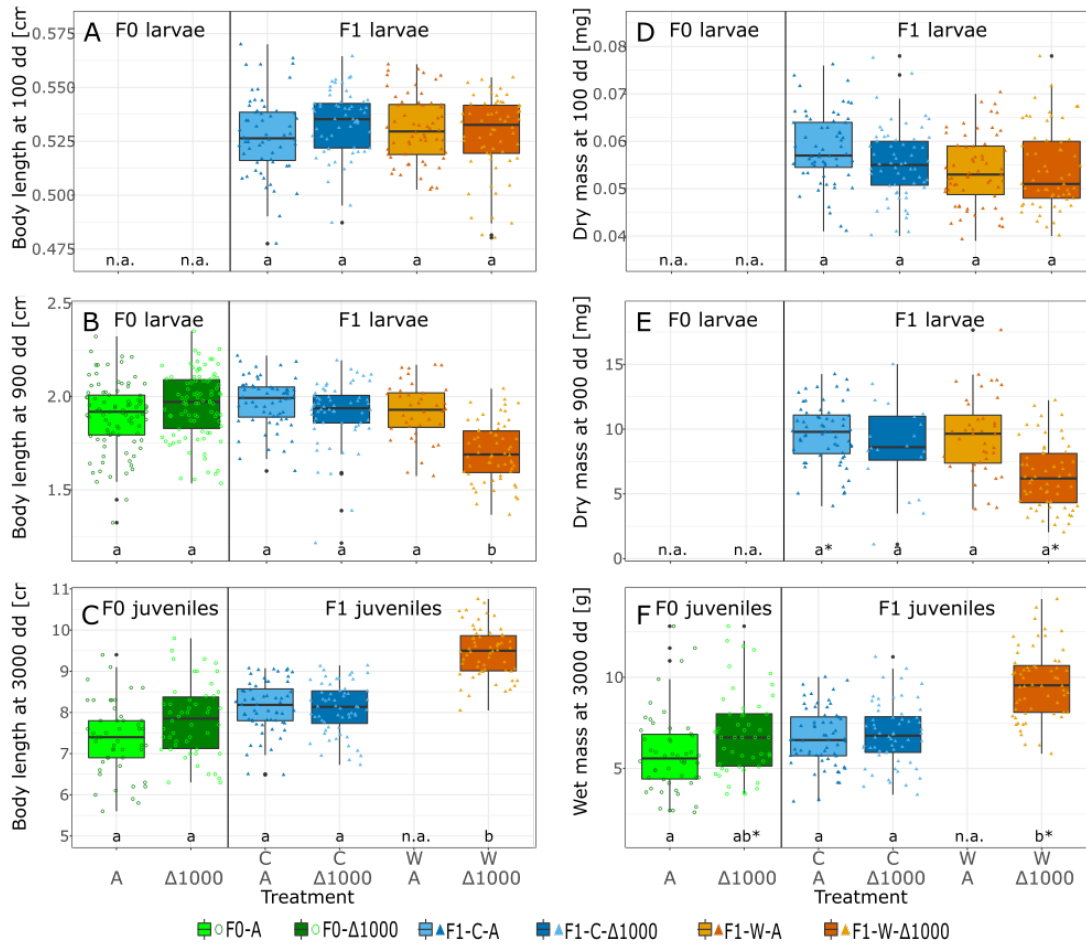 A F0 larvae F1 larvae
Body length at 100 dd [cm
0.575
0.550
0.525
0.500
0.475
n.a. n.a. a a a a
D F0 larvae F1 larvae
Dry mass at 100 dd [mg]
0.08
0.07
0.06
0.05
0.04
n.a. n.a. a a a a
B F0 larvae F1 larvae
Body length at 900 dd [cm
2.5
2.0
1.5
a a a a a b
E F0 larvae F1 larvae
Dry mass at 900 dd [mg]
15
10
5
0
n.a. n.a. a* a a a*
C F0 juveniles F1 juveniles
Body length at 3000 dd [cr
11
10
9
8
7
6
5
a a a a n.a. b
C C W W
A Δ1000 A Δ1000 A Δ1000
Treatment
F F0 juveniles F1 juveniles
Wet mass at 3000 dd [g]
10
5
a ab* a a n.a. b*
C C W W
A Δ1000 A Δ1000 A Δ1000
Treatment
F0-A F0-Δ1000 F1-C-A F1-C-Δ1000 F1-W-A F1-W-Δ1000